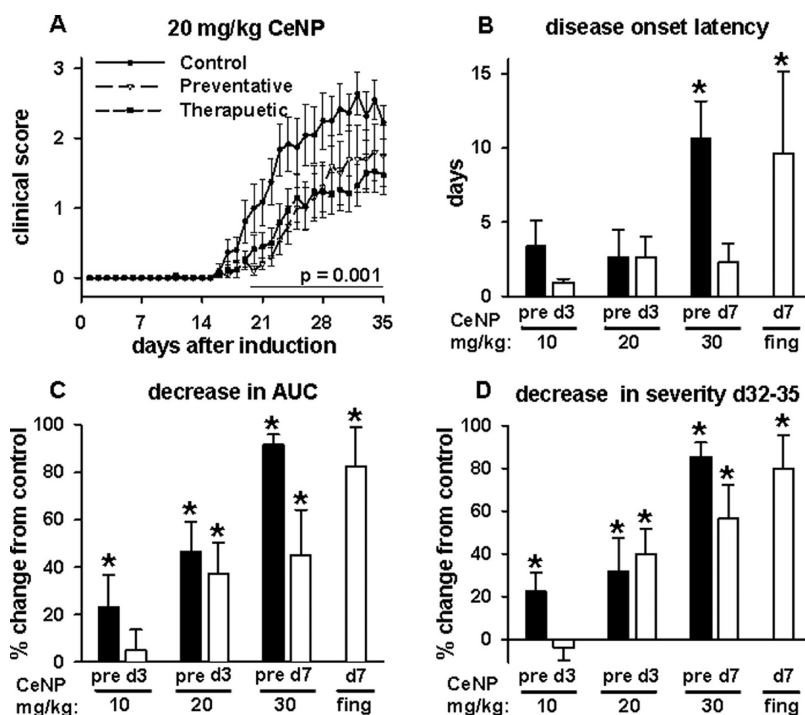 A
20 mg/kg CeNP
3
2
1
0
clinical score
Control
Preventative
Therapuetic
p = 0.001
0
7
14
21
28
35
days after induction
B
disease onset latency
15
10
5
0
days
*
*
CeNP
pre d3
pre d3
pre d7
d7
mg/kg:
10
20
30
fing
C
decrease in AUC
100
80
60
40
20
0
% change from control
*
*
*
*
*
*
CeNP
pre d3
pre d3
pre d7
d7
mg/kg:
10
20
30
fing
D
decrease in severity d32-35
100
80
60
40
20
0
% change from control
*
*
*
*
*
*
CeNP
pre d3
pre d3
pre d7
d7
mg/kg:
10
20
30
fing